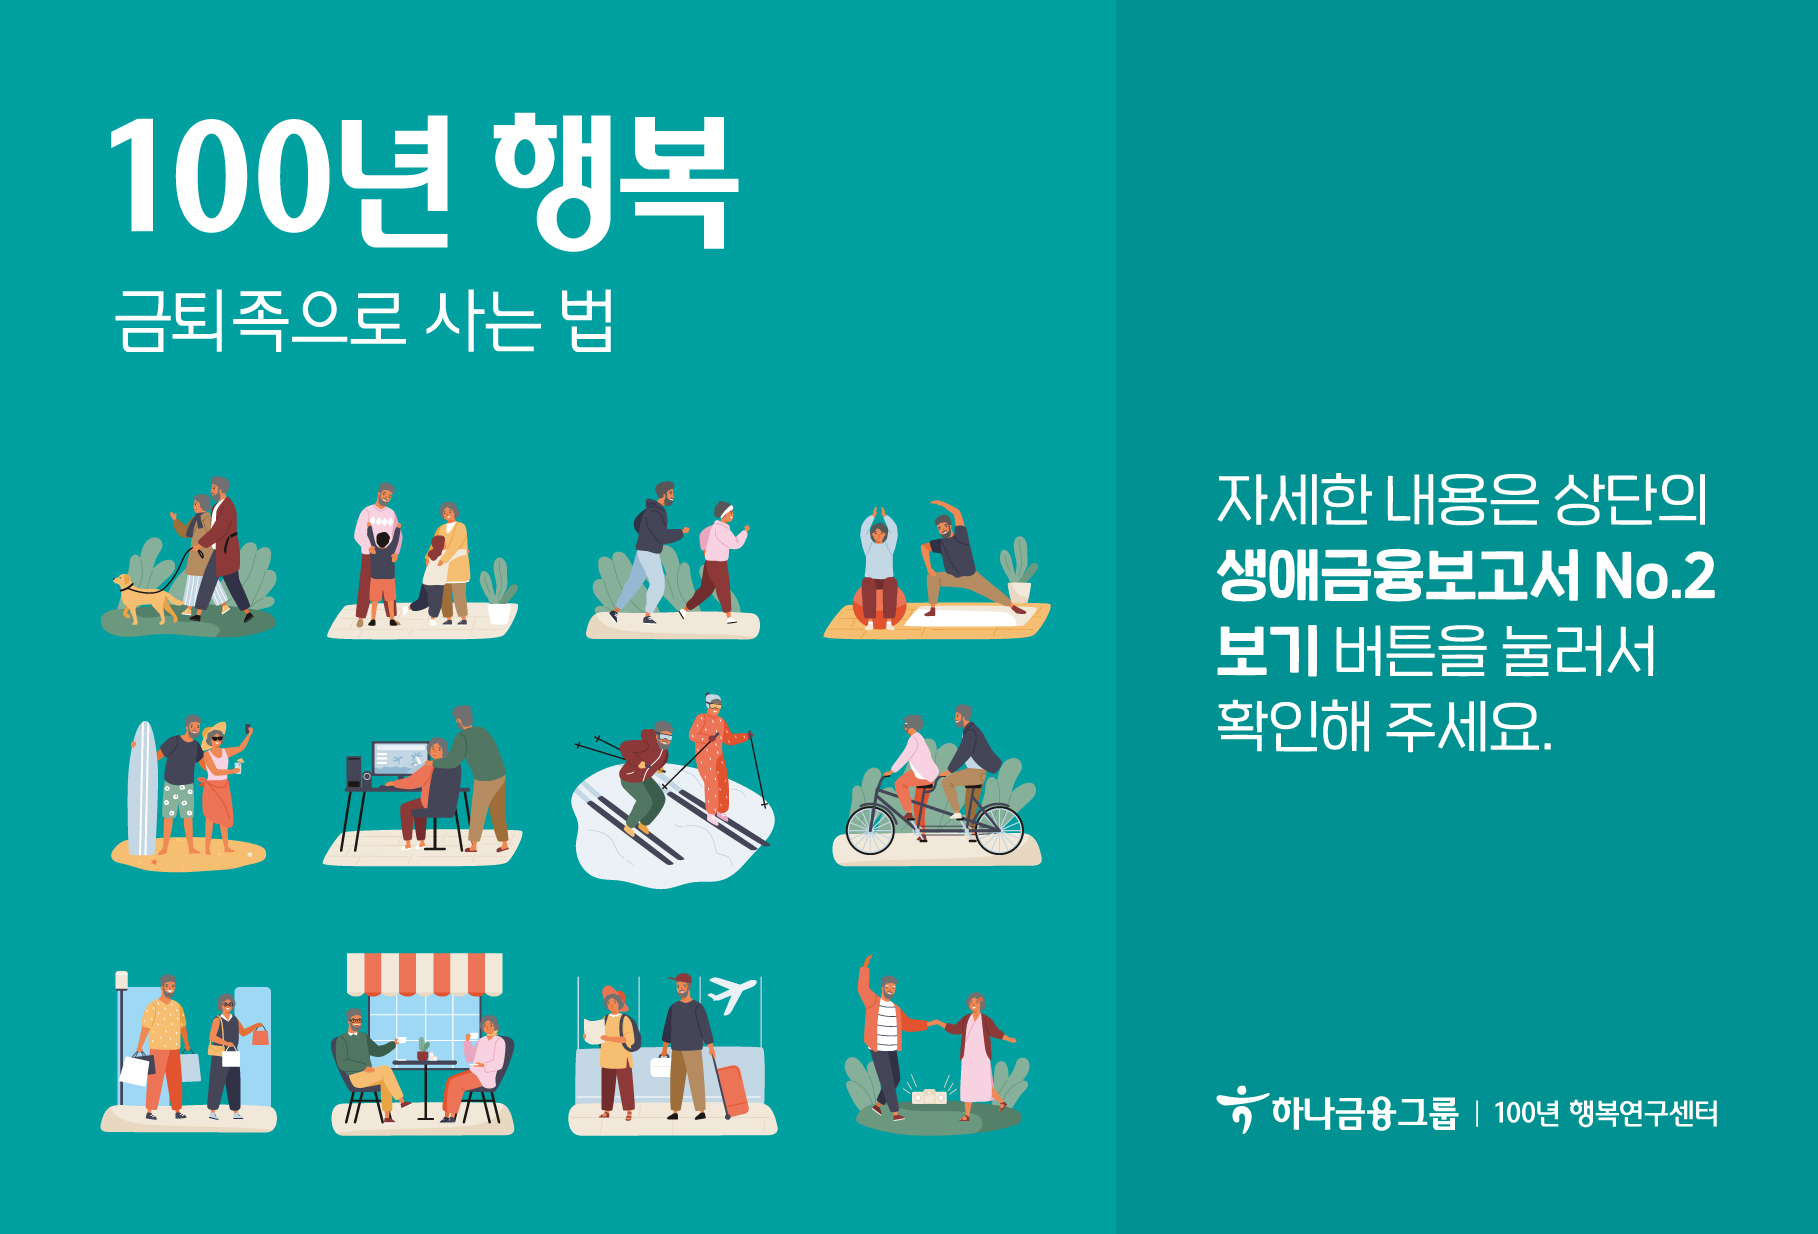 100년 행복
금퇴족으로 사는 법
자세한 내용은 상단의
생애금융보고서 No.2
보기 버튼을 눌러서
확인해 주세요.
하나금융그룹 | 100년 행복연구센터